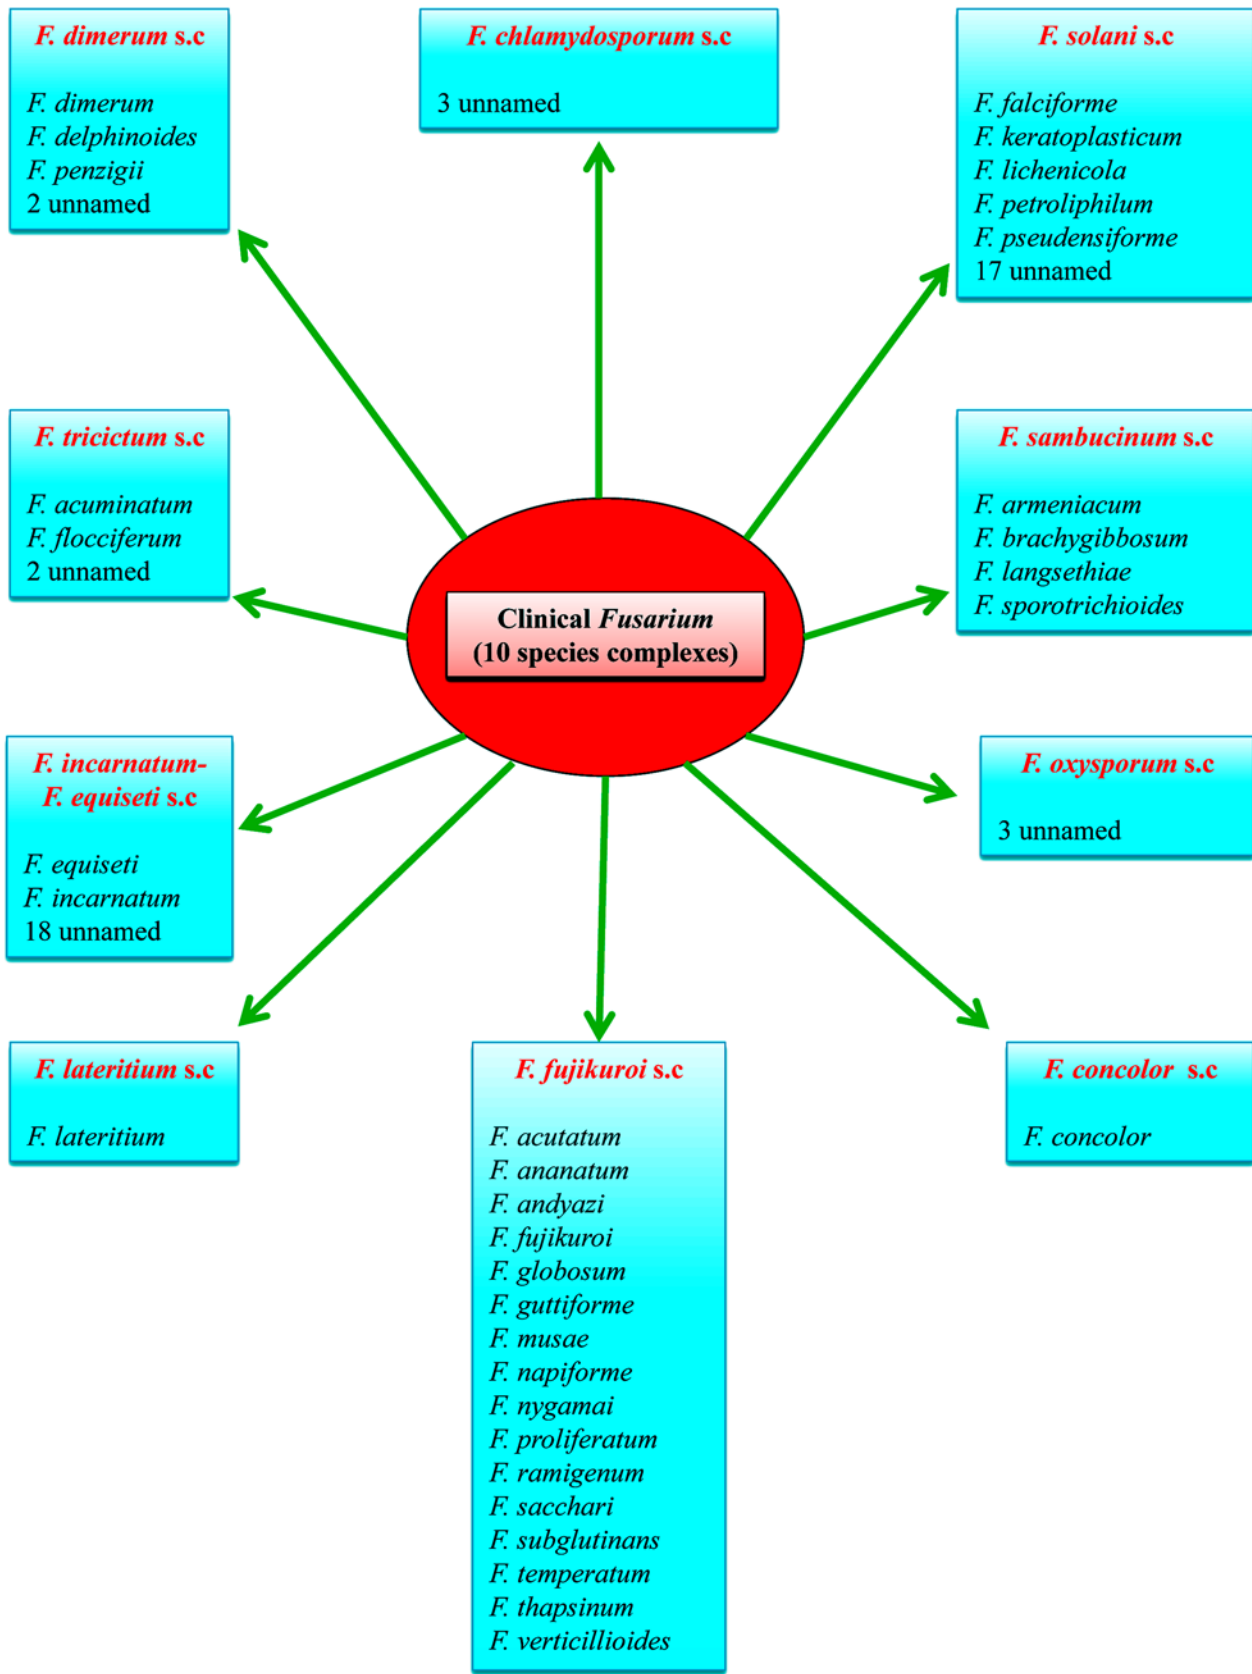 F. dimerum s.c
F. dimerum
F. delphinoides
F. penzigii
2 unnamed
F. chlamydosporum s.c
3 unnamed
F. solani s.c
F. falciforme
F. keratoplasticum
F. lichenicola
F. petroliphilum
F. pseudensiforme
17 unnamed
F. tricictum s.c
F. acuminatum
F. flocciferum
2 unnamed
Clinical Fusarium
(10 species complexes)
F. sambucinum s.c
F. armeniacum
F. brachygibbosum
F. langsethiae
F. sporotrichioides
F. incarnatum-
F. equiseti s.c
F. equiseti
F. incarnatum
18 unnamed
F. oxysporum s.c
3 unnamed
F. lateritium s.c
F. lateritium
F. fujikuroi s.c
F. acutatum
F. ananatum
F. andyazi
F. fujikuroi
F. globosum
F. guttiforme
F. musae
F. napiforme
F. nygamai
F. proliferatum
F. ramigenum
F. sacchari
F. subglutinans
F. temperatum
F. thapsinum
F. verticillioides
F. concolor s.c
F. concolor